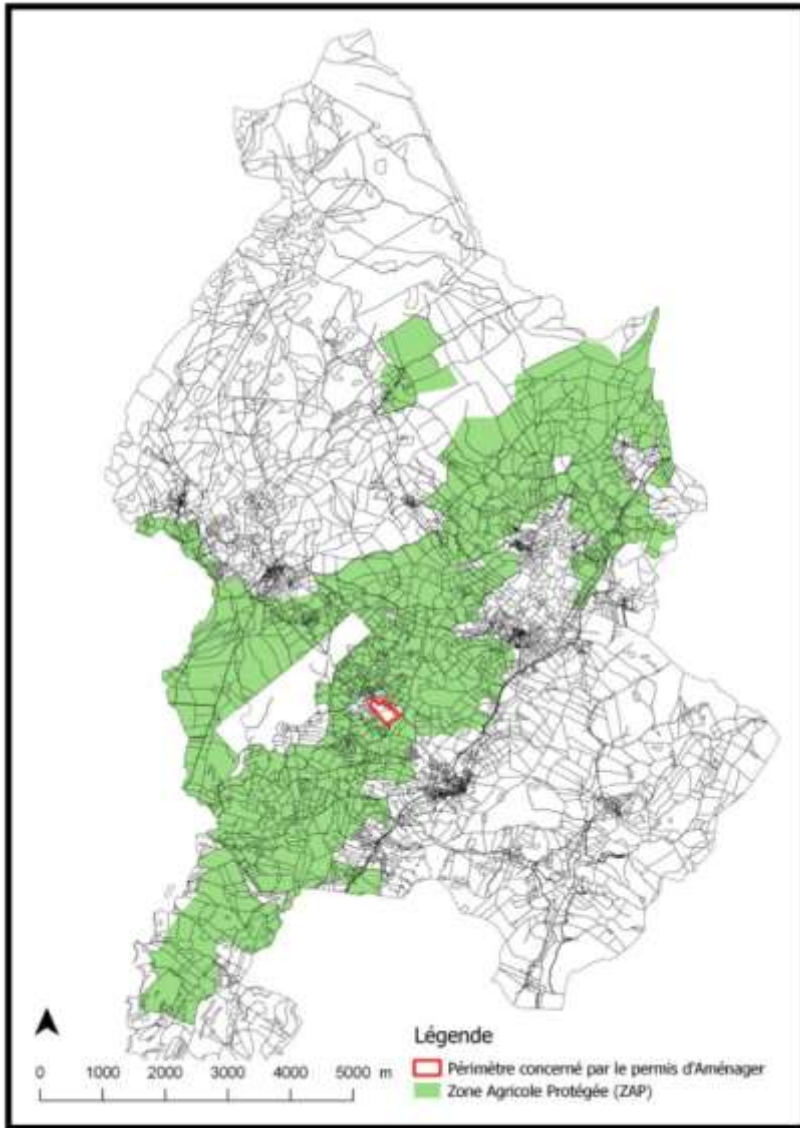 Légende
Périmètre concerné par le permis d'Aménager
Zone Agricole Protégée (ZAP)
0 1000 2000 3000 4000 5000 m